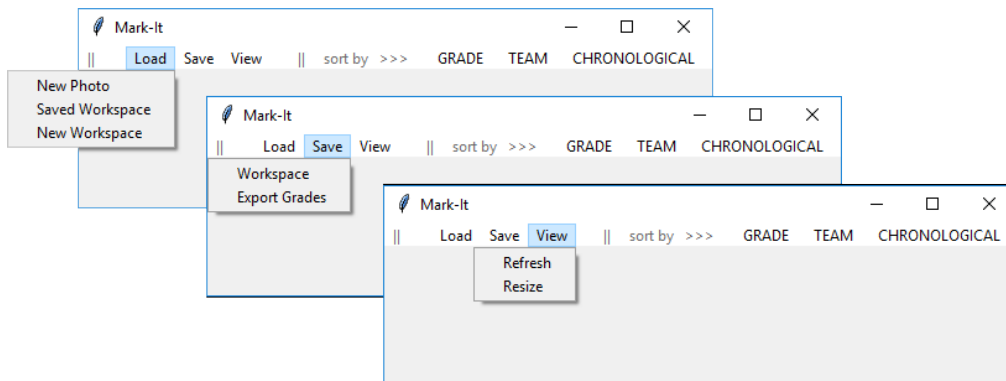 Mark-It
|| Load Save View || sort by >>> GRADE TEAM CHRONOLOGICAL
New Photo
Saved Workspace
New Workspace
Mark-It
|| Load Save View || sort by >>> GRADE TEAM CHRONOLOGICAL
Workspace
Export Grades
Mark-It
|| Load Save View || sort by >>> GRADE TEAM CHRONOLOGICAL
Refresh
Resize